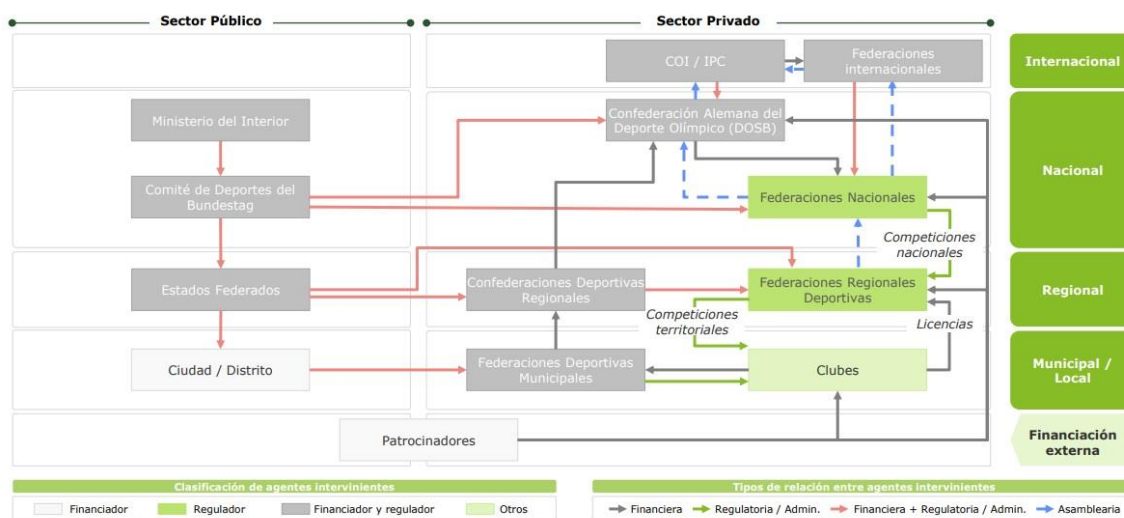 Sector Público
Sector Privado
COI / IPC
Federaciones
internacionales
Internacional
Ministerio del Interior
Confederación Alemana del
Deporte Olímpico (DOSB)
Nacional
Comité de Deportes del
Bundestag
Federaciones Nacionales
Competiciones
nacionales
Estados Federados
Confederaciones Deportivas
Regionales
Federaciones Regionales
Deportivas
Regional
Competiciones
territoriales
Licencias
Ciudad / Distrito
Federaciones Deportivas
Municipales
Clubes
Municipal /
Local
Patrocinadores
Financiación
externa
Clasificación de agentes intervinientes
Tipos de relación entre agentes intervinientes
Financiador
Regulador
Financiador y regulador
Otros
Financiera
Regulatoria / Admin.
Financiera + Regulatoria / Admin.
Asamblearia